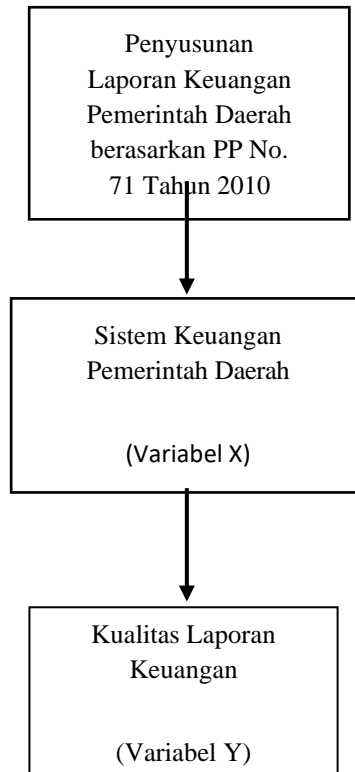 Penyusunan
Laporan Keuangan
Pemerintah Daerah
berasarkan PP No.
71 Tahun 2010
Sistem Keuangan
Pemerintah Daerah
(Variabel X)
Kualitas Laporan
Keuangan
(Variabel Y)